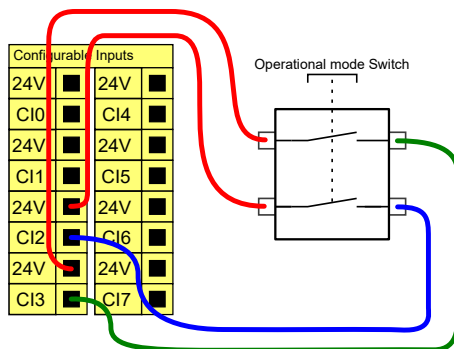 Configurable Inputs
Operational mode Switch
24V 24V
CI0 CI4
24V 24V
CI1 CI5
24V 24V
CI2 CI6
24V 24V
CI3 CI7